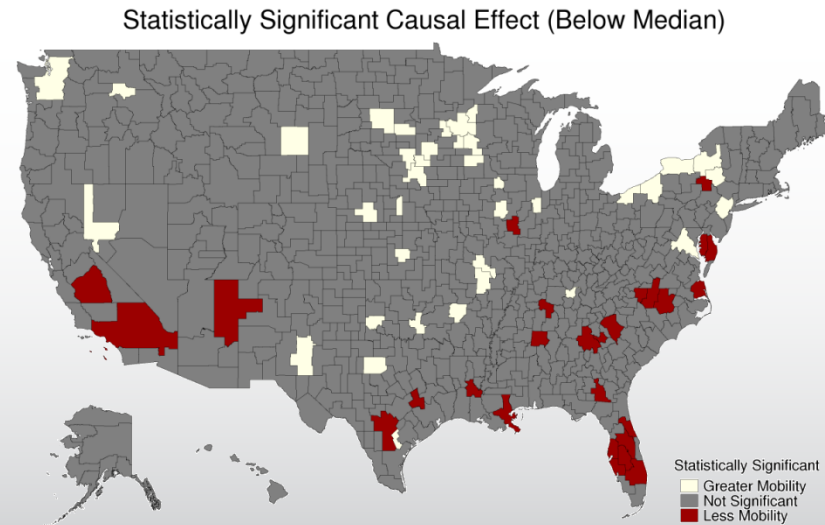 Statistically Significant Causal Effect (Below Median)
Statistically Significant
Greater Mobility
Not Significant
Less Mobility